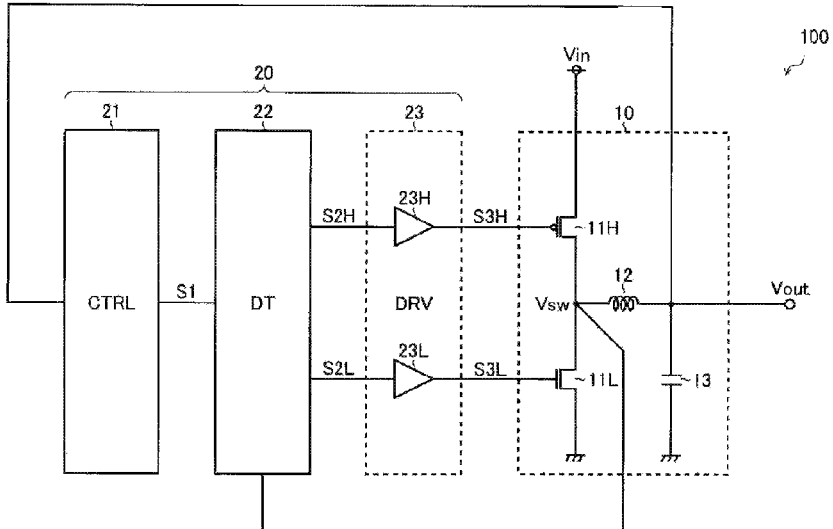 100
Vin
20
21
22
23
10
23H
S2H
S3H
11H
12
CTRL
S1
DT
DRV
Vsw
Vout
23L
S2L
S3L
11L
13